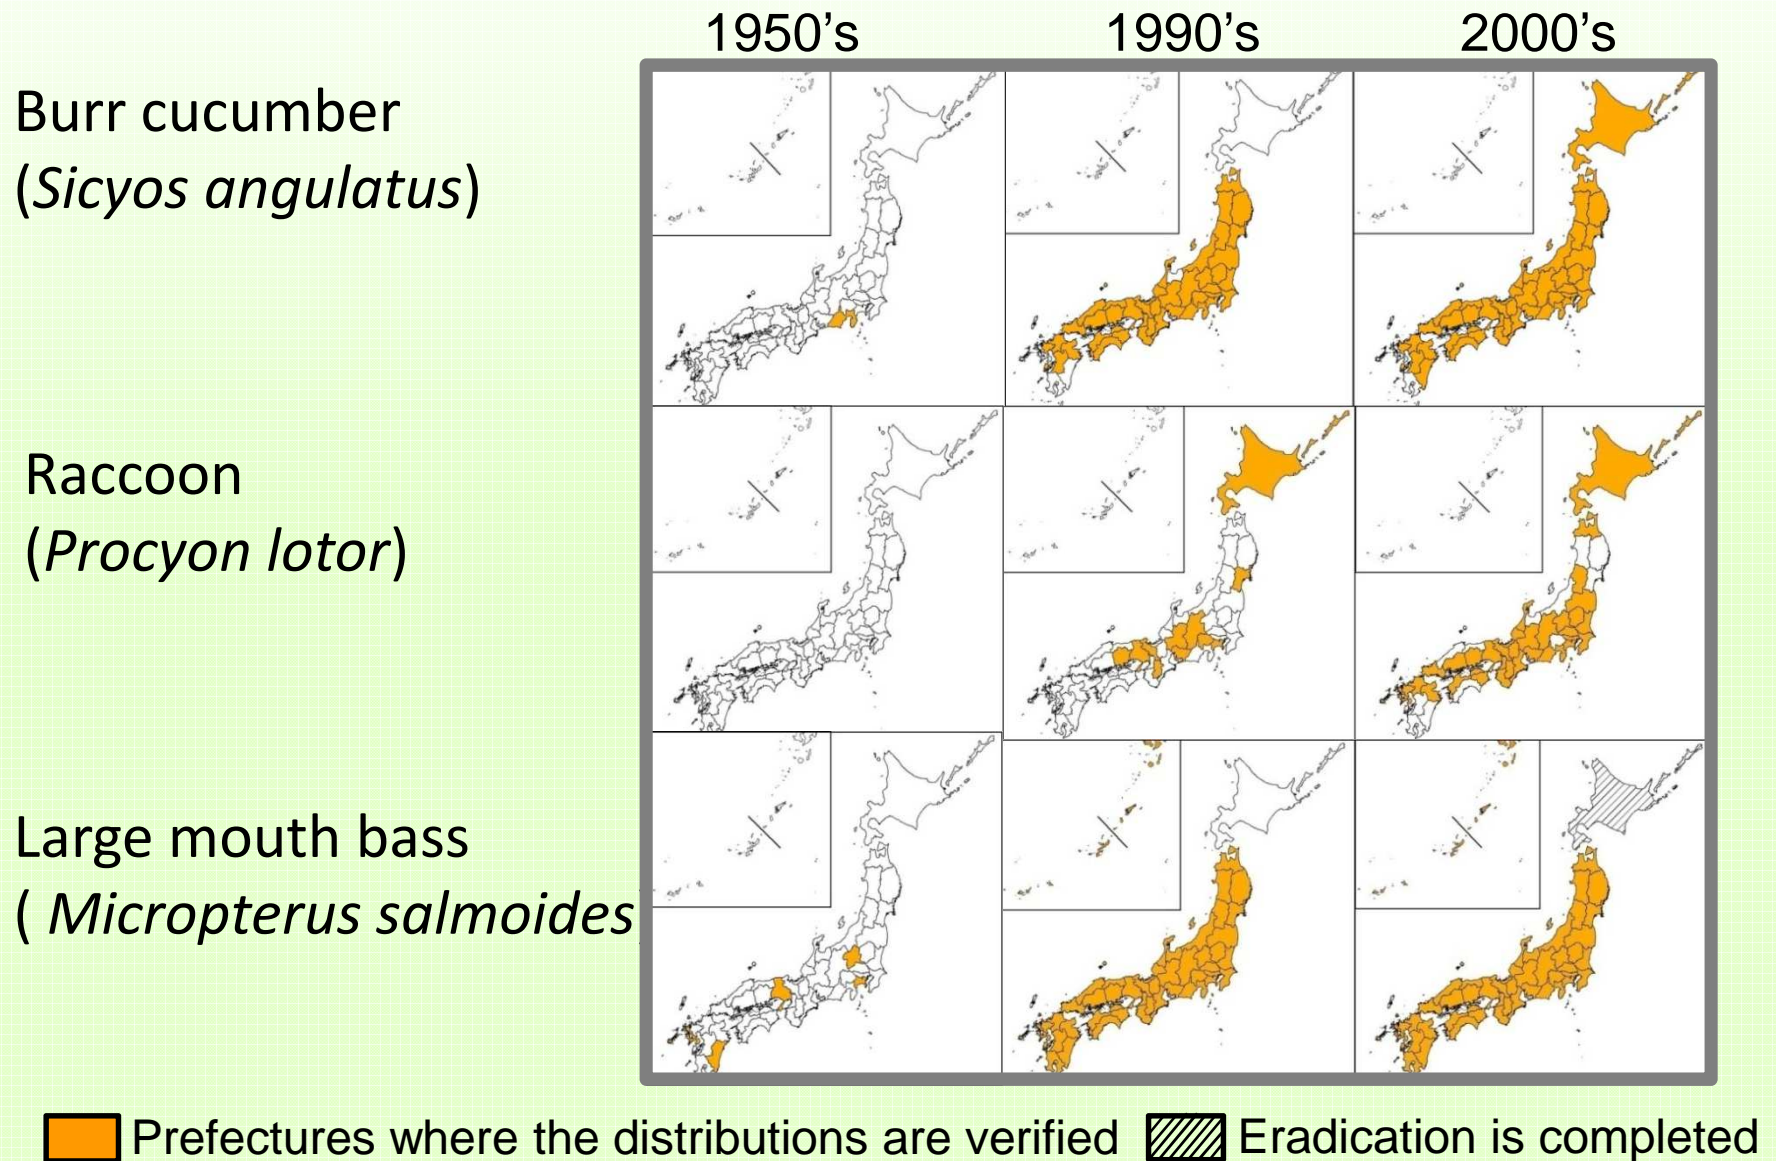 1950’s 1990’s 2000’s
Burr cucumber
(Sicyos angulatus)
Raccoon
(Procyon lotor)
Large mouth bass
( Micropterus salmoides
Prefectures where the distributions are verified Eradication is completed